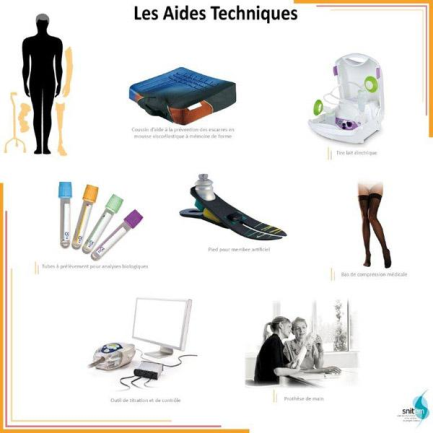 Les Aides Techniques
Coussin d'aide à la prévention des escarres en
mousse viscoélastique à mémoire de forme
Tire-lait électrique
Tubes à prélèvement pour analyses biologiques
Pied pour membre artificiel
Bas de compression médicale
Outil de titration et de contrôle
Prothèse de main
snit